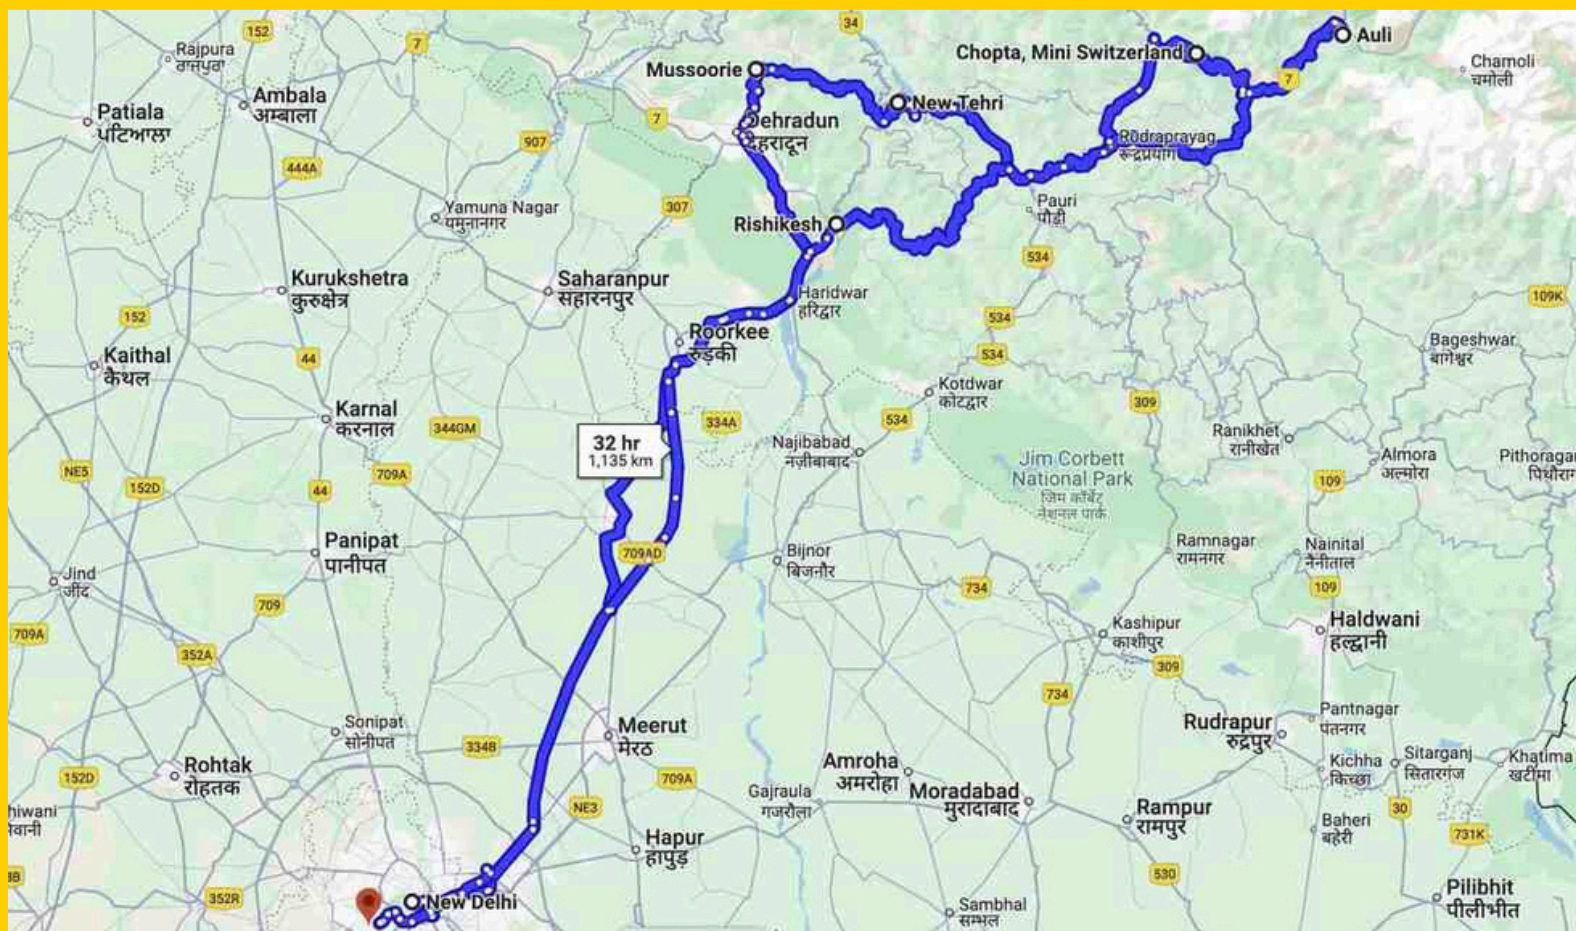 34
152
7
Rajpura
ਰਾਜਪੁਰਾ
Auli
Chopta, Mini Switzerland
Mussoorie
Chamoli
चमोली
7
Patiala
ਪਟਿਆਲਾ
Ambala
अम्बाला
New Tehri
7
Dehradun
देहरादून
907
Rudraprayag
रूद्रप्रयाग
444A
Yamuna Nagar
यमुनानगर
307
Pauri
पौड़ी
Rishikesh
534
Kurukshetra
कुरुक्षेत्र
Saharanpur
सहारनपुर
Haridwar
हरिद्वार
109K
152
534
Roorkee
रुड़की
44
Kaithal
कैथल
534
Bageshwar
बागेश्वर
Kotdwar
कोटद्वार
309
Karnal
करनाल
344GM
334A
534
32 hr
1,135 km
Najibabad
नजीबाबाद
Ranikhet
रानीखेत
Almora
अल्मोरा
Pithoragar
Jim Corbett
National Park
जिम कॉर्बेट
नेशनल पार्क
NE5
152D
709A
44
109
Panipat
पानीपत
709AD
Bijnor
बिजनौर
Ramnagar
रामनगर
Nainital
नैनीताल
Jind
जींद
734
109
709
709A
Kashipur
काशीपुर
Haldwani
हल्द्वानी
352A
309
734
Sonipat
सोनीपत
334B
Meerut
मेरठ
Pantnagar
पंतनगर
Rudrapur
रुद्रपुर
152D
Rohtak
रोहतक
709A
Amroha
अमरोहा
Kichha
किच्छा
Sitarganj
सितारगंज
Khatima
खटीमा
hiwani
NE3
Gajraula
गजरौला
Moradabad
मुरादाबाद
Rampur
रामपुर
30
Baheri
बहेरी
731K
Hapur
हापुड़
530
352R
New Delhi
Sambhal
सम्भल
Pilibhit
पीलीभीत